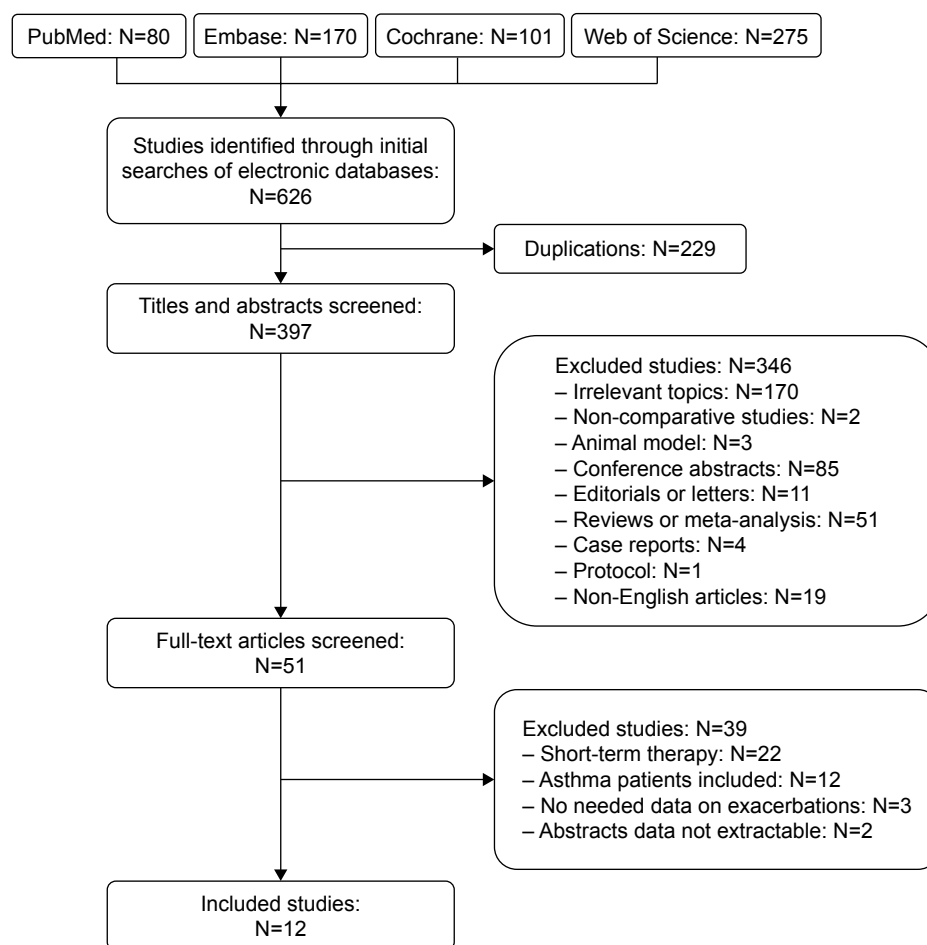 PubMed: N=80
Embase: N=170
Cochrane: N=101
Web of Science: N=275
Studies identified through initial
searches of electronic databases:
N=626
Duplications: N=229
Titles and abstracts screened:
N=397
Excluded studies: N=346
– Irrelevant topics: N=170
– Non-comparative studies: N=2
– Animal model: N=3
– Conference abstracts: N=85
– Editorials or letters: N=11
– Reviews or meta-analysis: N=51
– Case reports: N=4
– Protocol: N=1
– Non-English articles: N=19
Full-text articles screened:
N=51
Excluded studies: N=39
– Short-term therapy: N=22
– Asthma patients included: N=12
– No needed data on exacerbations: N=3
– Abstracts data not extractable: N=2
Included studies:
N=12